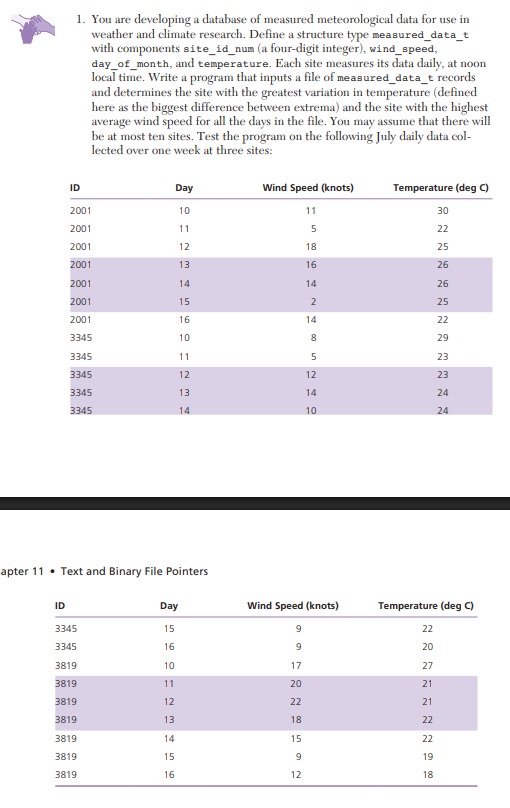 1. You are developing a database of measured meteorological data for use in
weather and climate research. Define a structure type measured_data_t
with components site_id_num (a four-digit integer), wind_speed,
day_of_month, and temperature. Each site measures its data daily, at noon
local time. Write a program that inputs a file of measured_data_t records
and determines the site with the greatest variation in temperature (defined
here as the biggest difference between extrema) and the site with the highest
average wind speed for all the days in the file. You may assume that there will
be at most ten sites. Test the program on the following July daily data col-
lected over one week at three sites:
ID Day Wind Speed (knots) Temperature (deg C)
2001 10 11 30
2001 11 5 22
2001 12 18 25
2001 13 16 26
2001 14 14 26
2001 15 2 25
2001 16 14 22
3345 10 8 29
3345 11 5 23
3345 12 12 23
3345 13 14 24
3345 14 10 24
apter 11 • Text and Binary File Pointers
ID Day Wind Speed (knots) Temperature (deg C)
3345 15 9 22
3345 16 9 20
3819 10 17 27
3819 11 20 21
3819 12 22 21
3819 13 18 22
3819 14 15 22
3819 15 9 19
3819 16 12 18